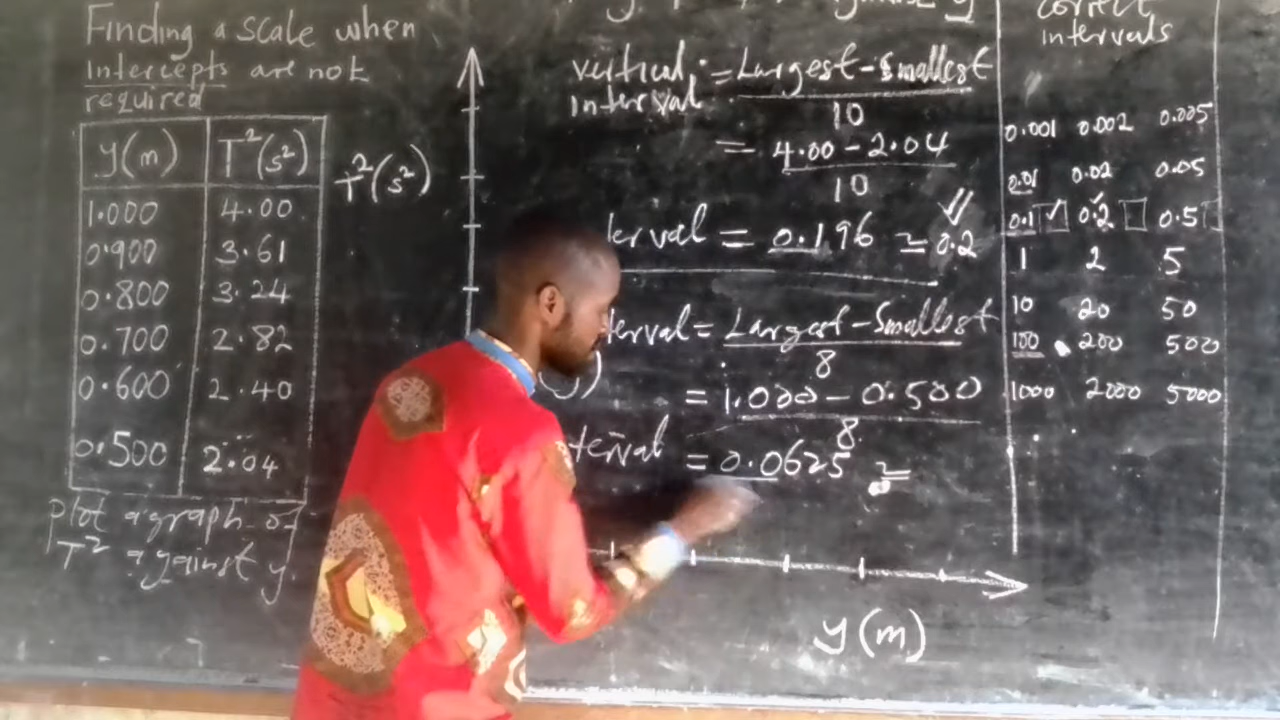 Finding a scale when
intercepts are not
required
y(m) T²(s²)
1.000 4.00
0.900 3.61
0.800 3.24
0.700 2.82
0.600 2.40
0.500 2.04
plot a graph of
T² against y
T²(s²)
vertical = Largest-Smallest
interval 10
= 4.00 - 2.04
10
erval = 0.196 = 0.2
erval = Largest-Smallest
8
= 1.000 - 0.500
8
terval = 0.0625 =
y(m)
correct
intervals
0.001 0.002 0.005
0.01 0.02 0.05
0.1 0.2 0.5
1 2 5
10 20 50
100 200 500
1000 2000 5000